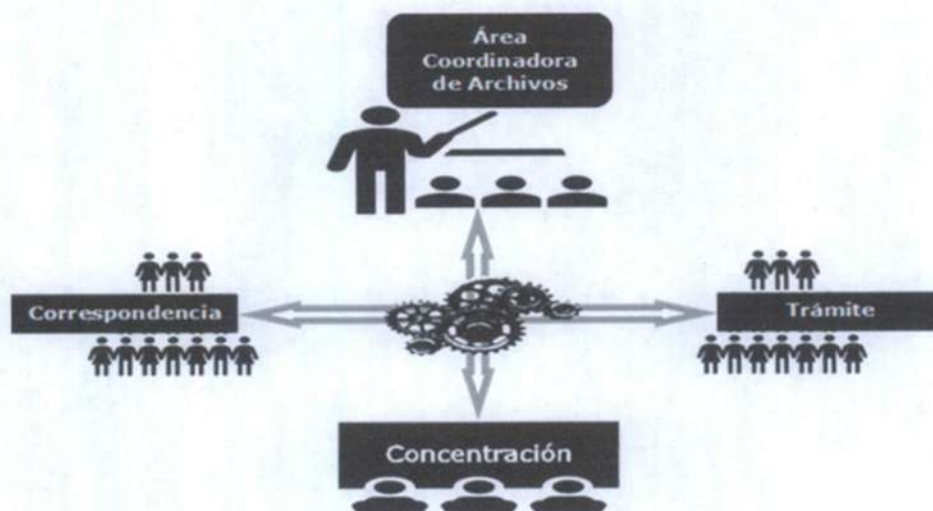 Área
Coordinadora
de Archivos
Correspondencia
Trámite
Concentración